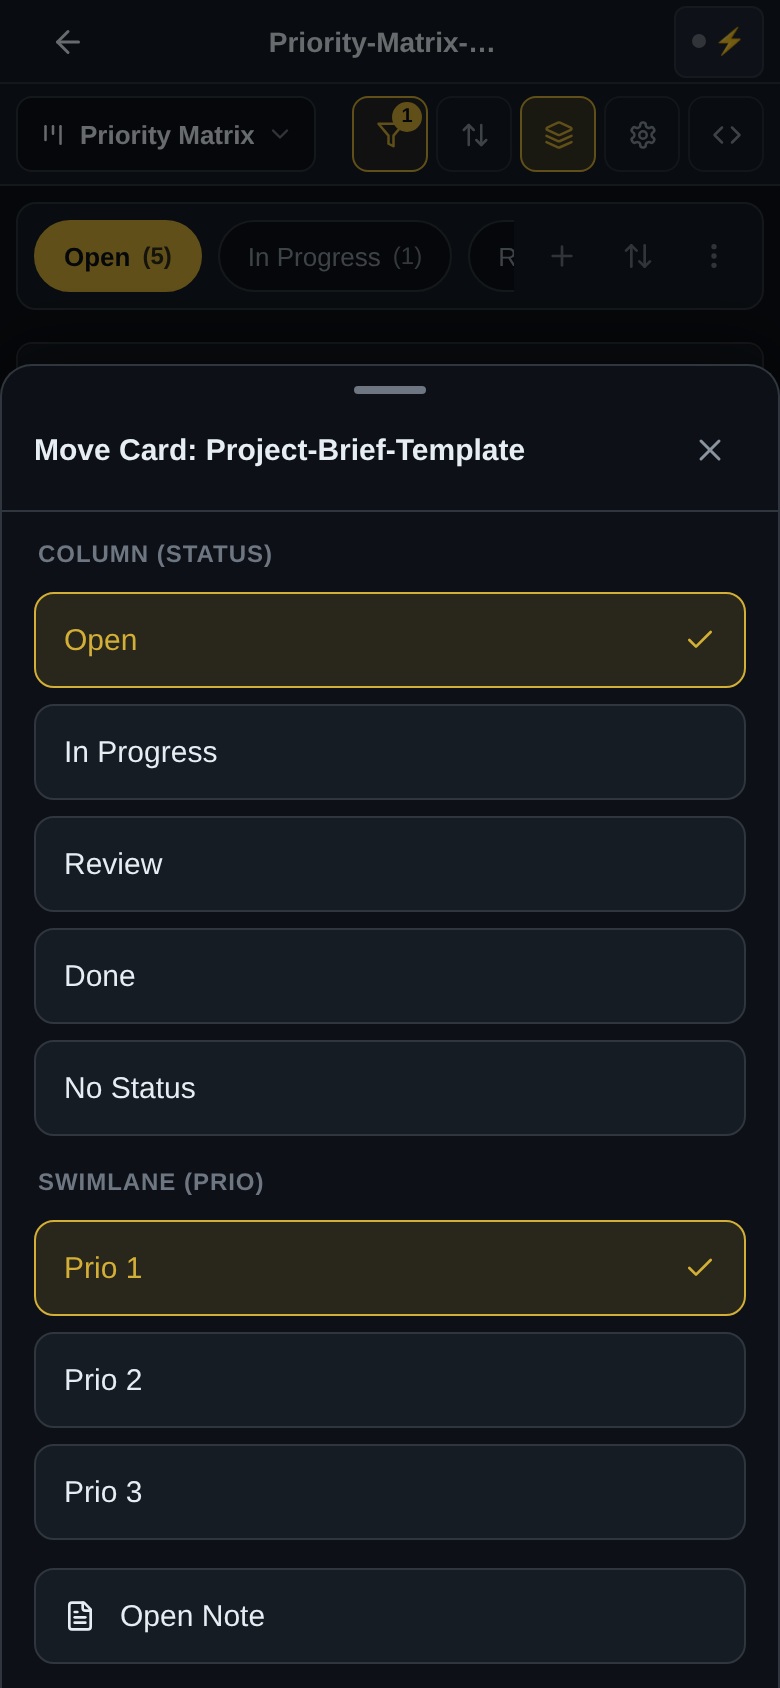 Priority-Matrix-...
Priority Matrix
1
Open (5)
In Progress (1)
R
Move Card: Project-Brief-Template
COLUMN (STATUS)
Open
In Progress
Review
Done
No Status
SWIMLANE (PRIO)
Prio 1
Prio 2
Prio 3
Open Note